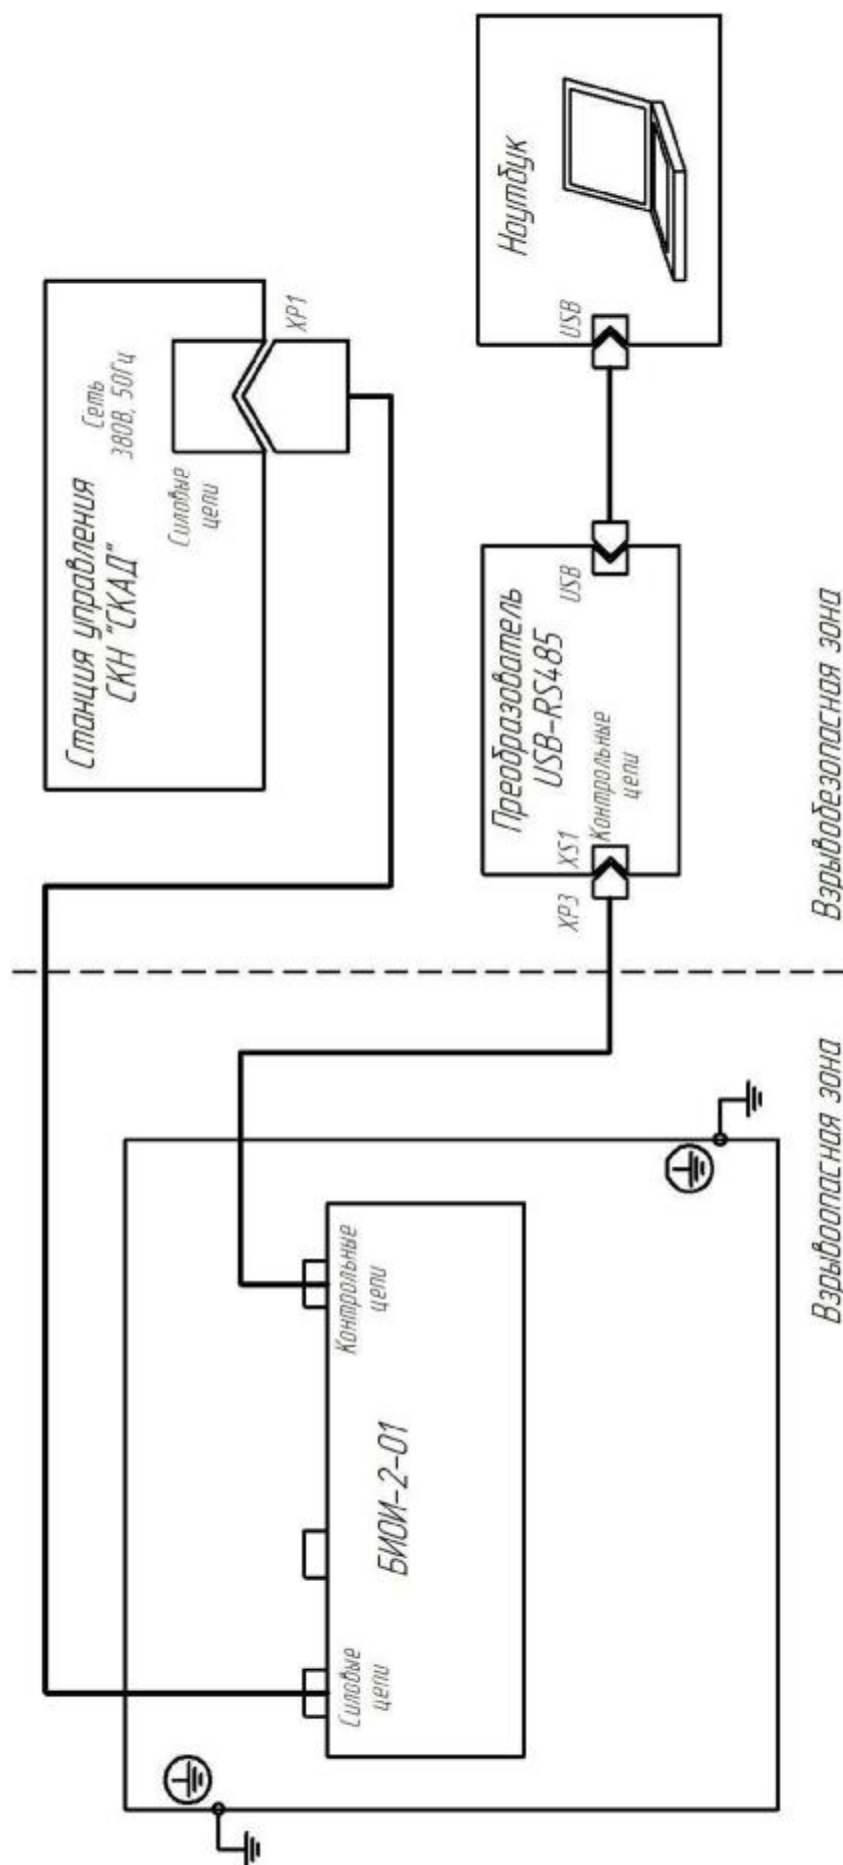 Станция управления
СКН "СКАД"
Сеть
380В, 50Гц
Силовые
цепи
XP1
Ноутбук
USB
Преобразователь
USB-RS485
USB
Контрольные
цепи
XS1
XP3
Силовые
цепи
БИОИ-2-01
Контрольные
цепи
Взрывоопасная зона
Взрывобезопасная зона